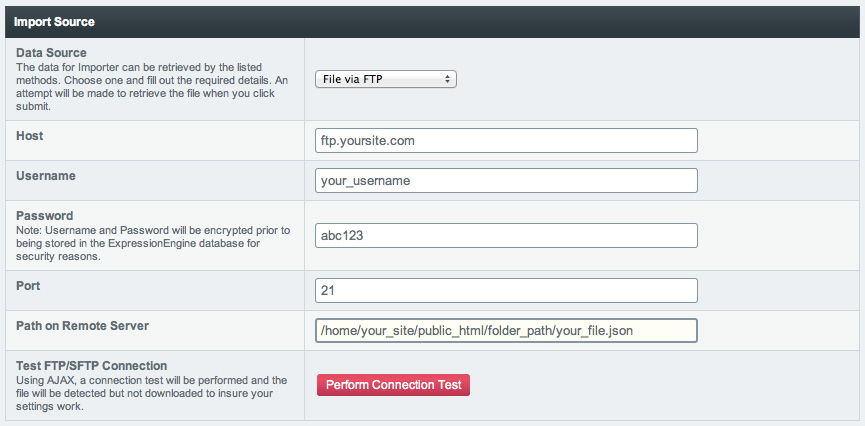 Import Source
Data Source
The data for Importer can be retrieved by the listed
methods. Choose one and fill out the required details. An
attempt will be made to retrieve the file when you click
submit.
File via FTP
Host
ftp.yoursite.com
Username
your_username
Password
Note: Username and Password will be encrypted prior to
being stored in the ExpressionEngine database for
security reasons.
abc123
Port
21
Path on Remote Server
/home/your_site/public_html/folder_path/your_file.json
Test FTP/SFTP Connection
Using AJAX, a connection test will be performed and the
file will be detected but not downloaded to insure your
settings work.
Perform Connection Test